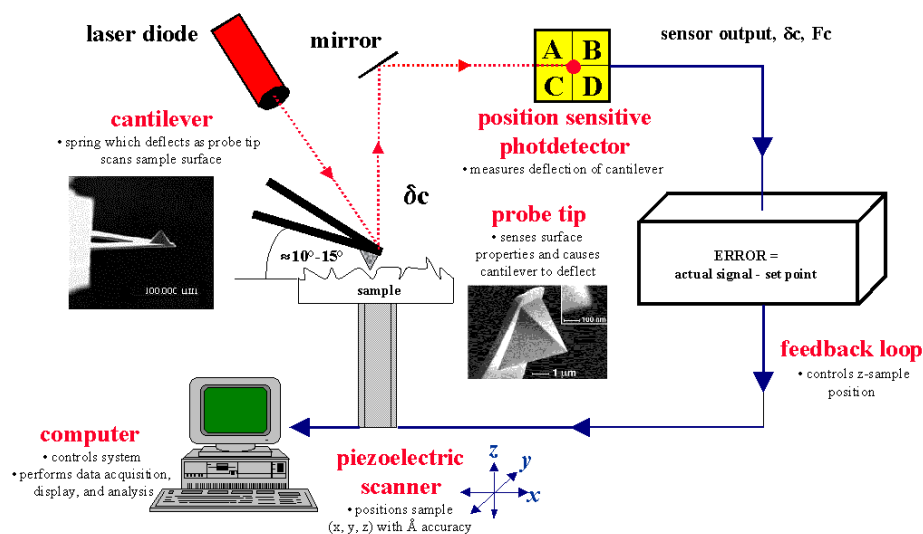 laser diode
mirror
A B
C D
sensor output, δc, Fc
cantilever
• spring which deflects as probe tip
scans sample surface
100.000 um
δc
≈10°-15°
sample
position sensitive
photdetector
• measures deflection of cantilever
probe tip
• senses surface
properties and causes
cantilever to deflect
100 nm
1 μm
ERROR =
actual signal - set point
feedback loop
• controls z-sample
position
computer
• controls system
• performs data acquisition,
display, and analysis
piezoelectric
scanner
• positions sample
(x, y, z) with Å accuracy
z
y
x